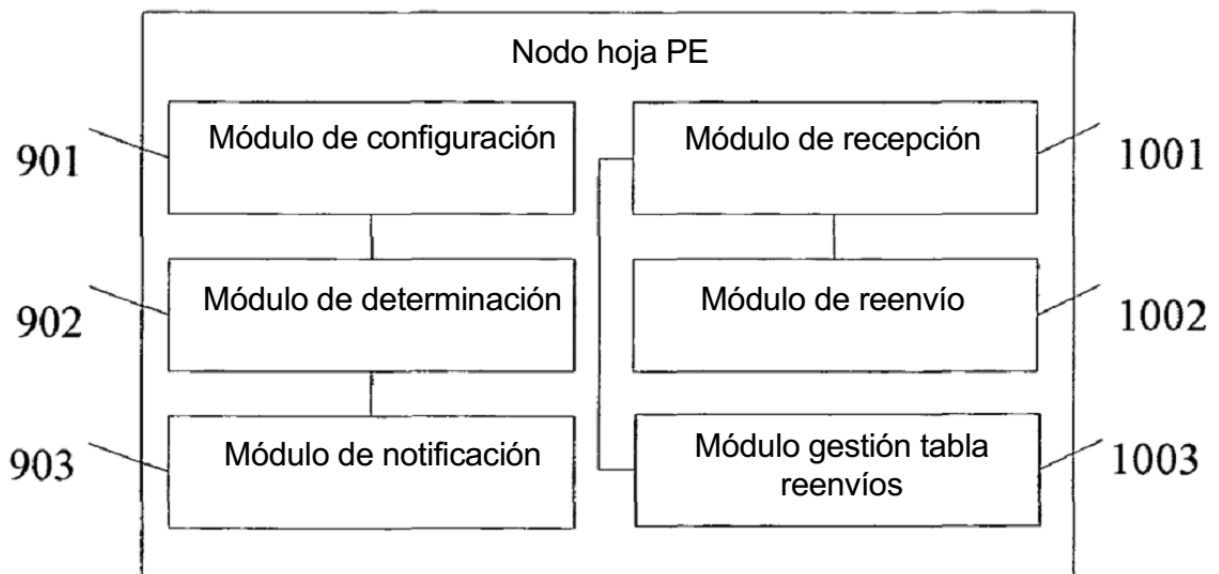 Nodo hoja PE
901
Módulo de configuración
Módulo de recepción
1001
902
Módulo de determinación
Módulo de reenvío
1002
903
Módulo de notificación
Módulo gestión tabla
reenvíos
1003